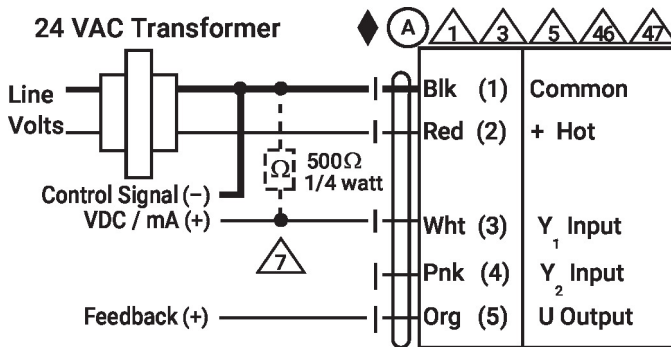 24 VAC Transformer
A 1 3 5 46 47
Line
Volts
Blk (1) Common
Red (2) + Hot
Ω 500Ω
1/4 watt
Control Signal (−)
VDC / mA (+)
7
Wht (3) Y1 Input
Pnk (4) Y2 Input
Feedback (+)
Org (5) U Output